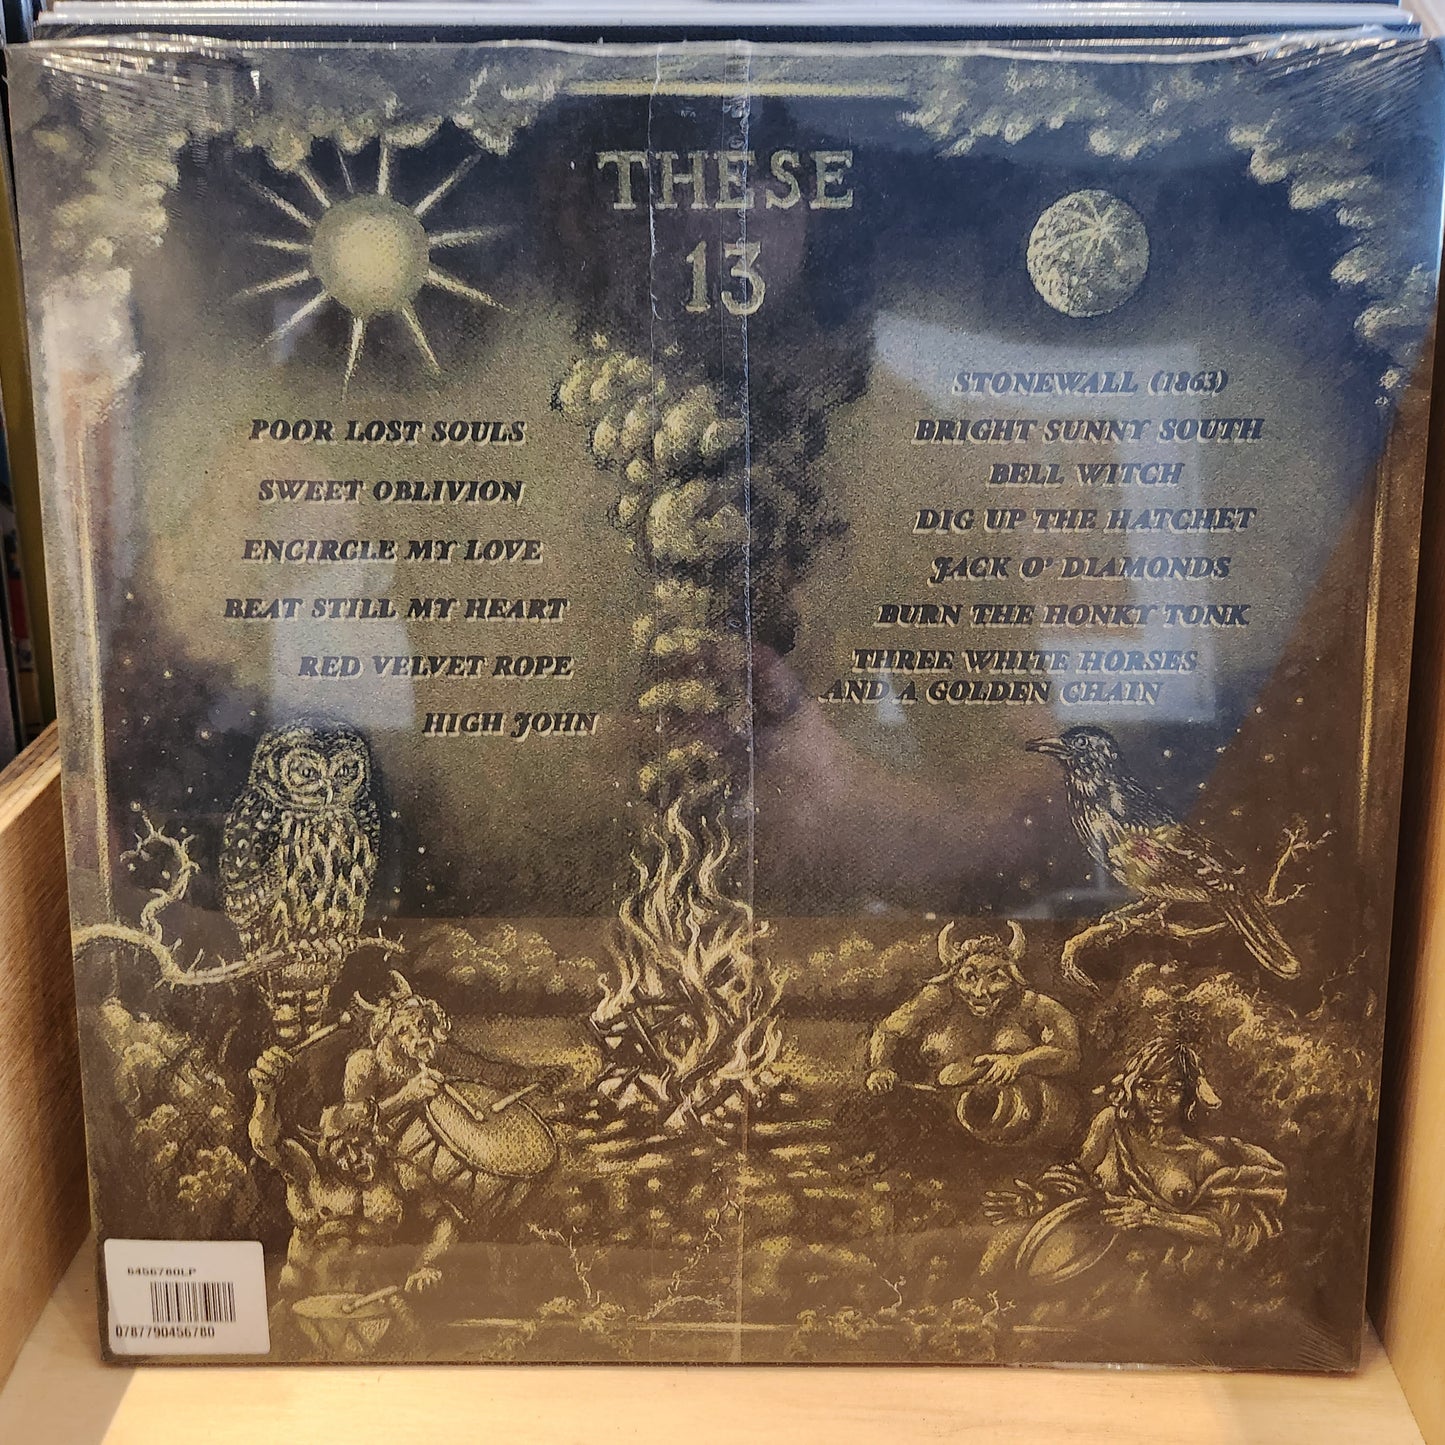 THESE
13
POOR LOST SOULS
SWEET OBLIVION
ENCIRCLE MY LOVE
BEAT STILL MY HEART
RED VELVET ROPE
HIGH JOHN
STONEWALL (1863)
BRIGHT SUNNY SOUTH
BELL WITCH
DIG UP THE HATCHET
JACK O' DIAMONDS
BURN THE HONKY TONK
THREE WHITE HORSES
AND A GOLDEN CHAIN
6456780LP
0787790456780